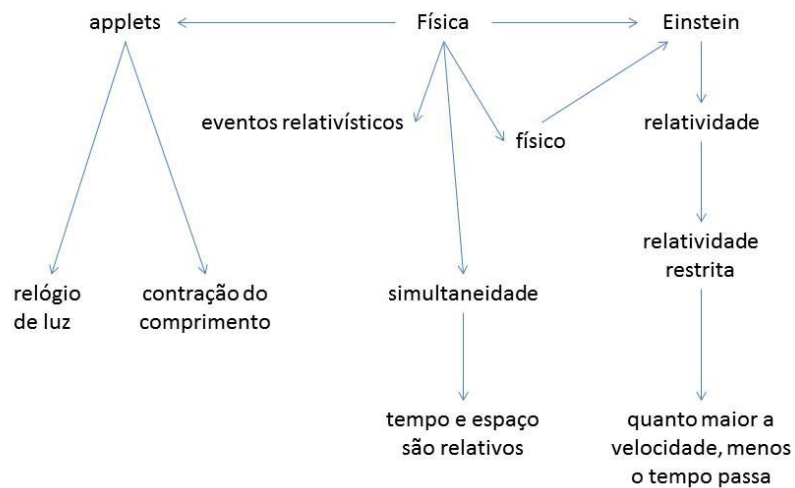 applets
Física
Einstein
eventos relativísticos
físico
relatividade
relatividade
restrita
relógio
de luz
contração do
comprimento
simultaneidade
tempo e espaço
são relativos
quanto maior a
velocidade, menos
o tempo passa